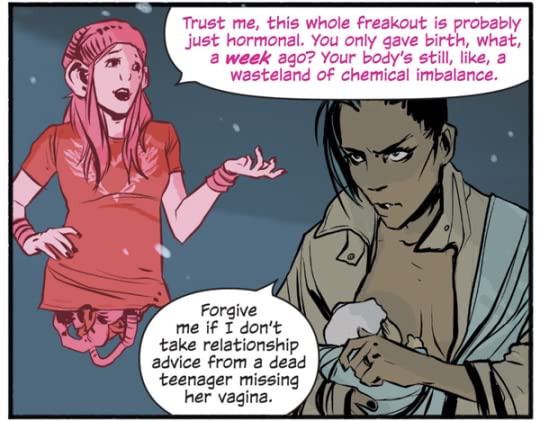 Trust me, this whole freakout is probably
just hormonal. You only gave birth, what,
a week ago? Your body's still, like, a
wasteland of chemical imbalance.
Forgive
me if I don't
take relationship
advice from a dead
teenager missing
her vagina.